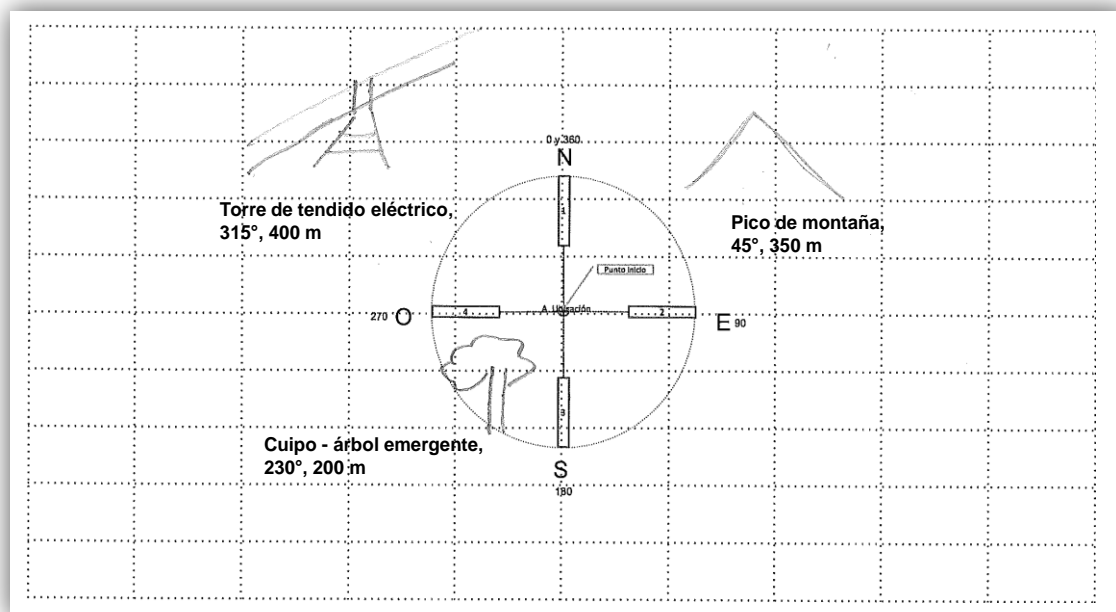 0 y 360
N
1
Torre de tendido eléctrico,
315°, 400 m
Pico de montaña,
45°, 350 m
Punto Inicio
270 O
4
A. Ubicación
2
E 90
3
Cuipo - árbol emergente,
230°, 200 m
S
180